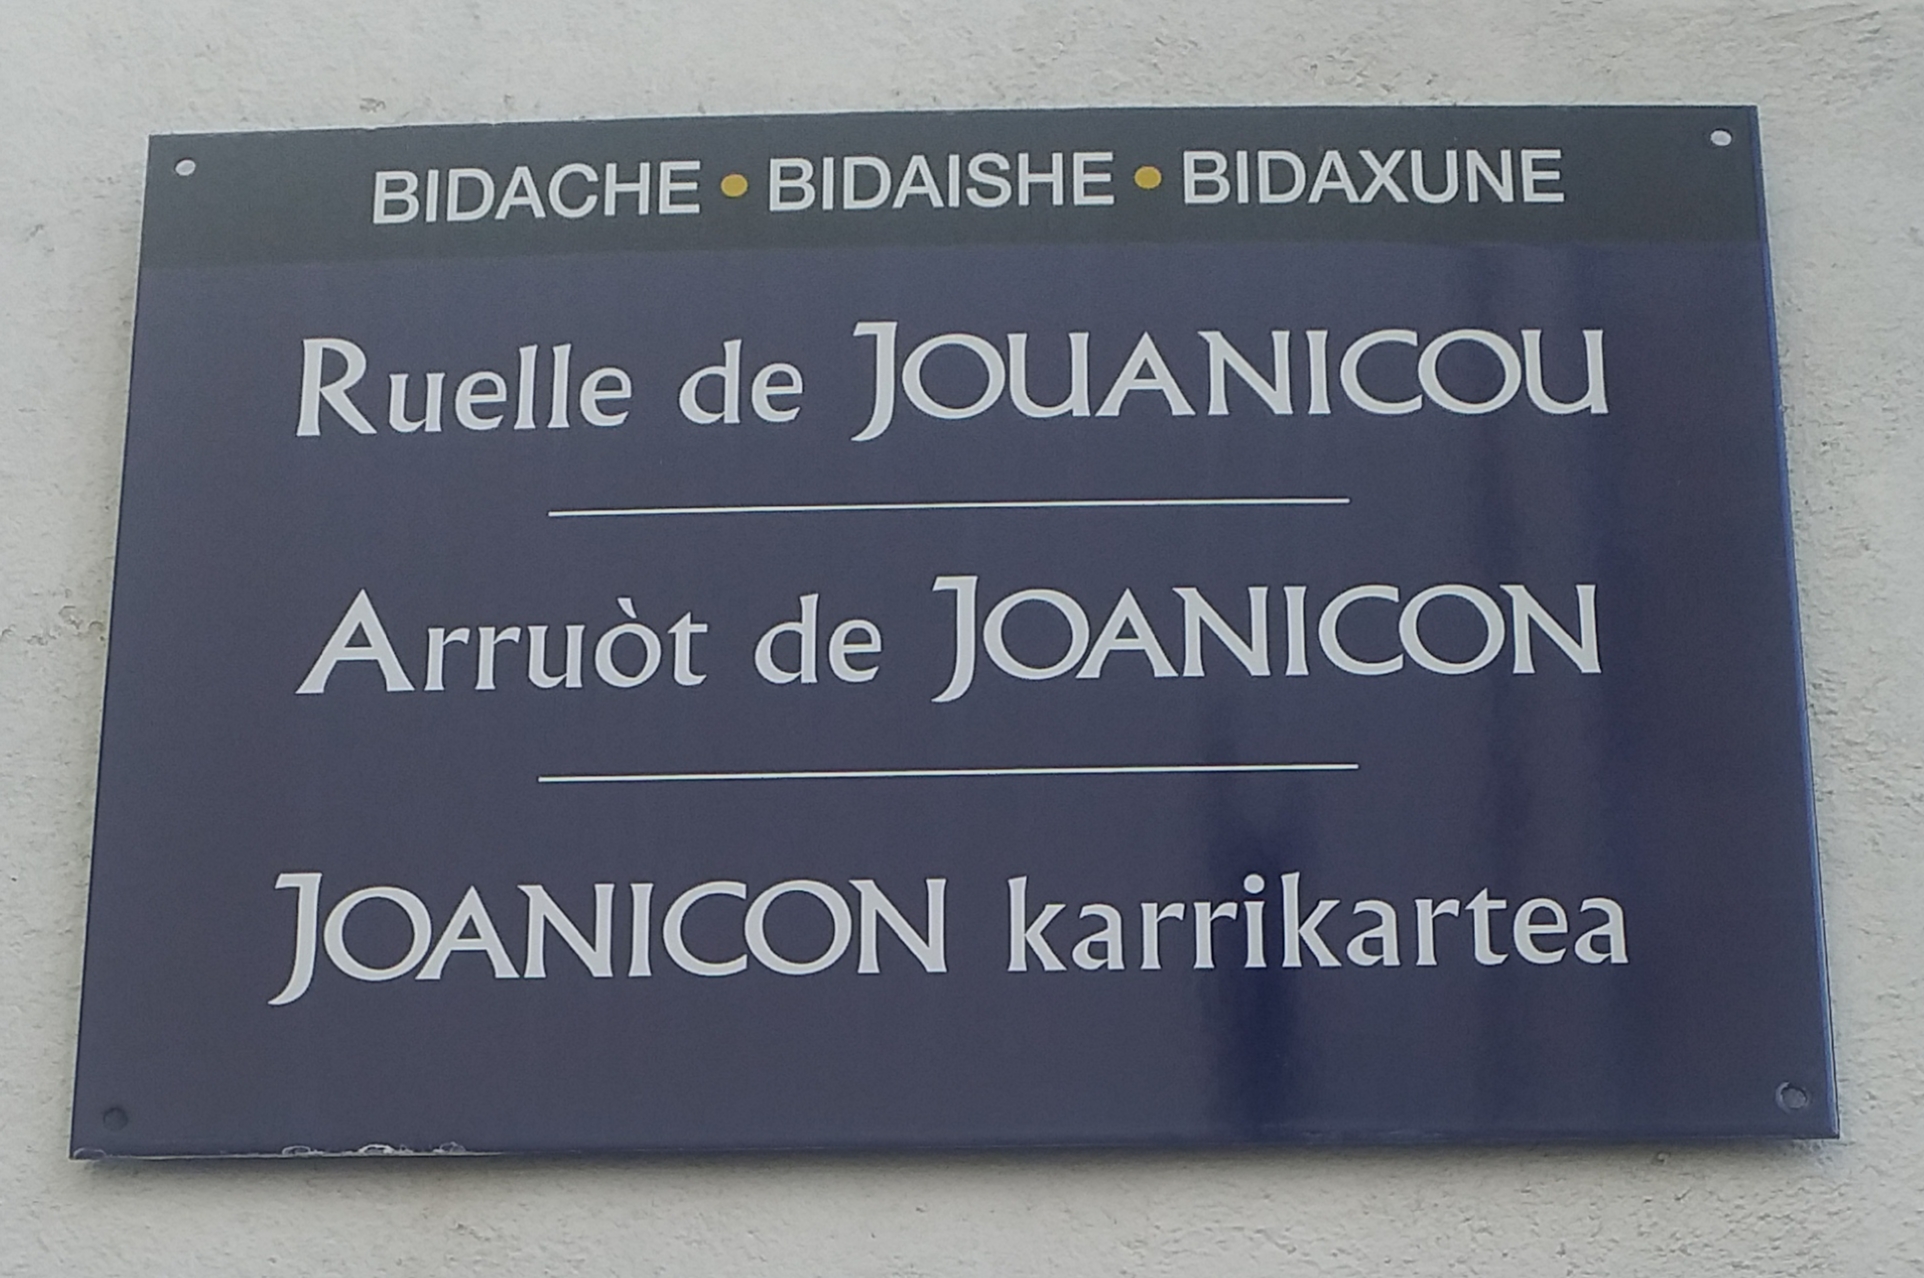 BIDACHE • BIDAISHE • BIDAXUNE
Ruelle de JOUANICOU
Arruòt de JOANICON
JOANICON karrikartea